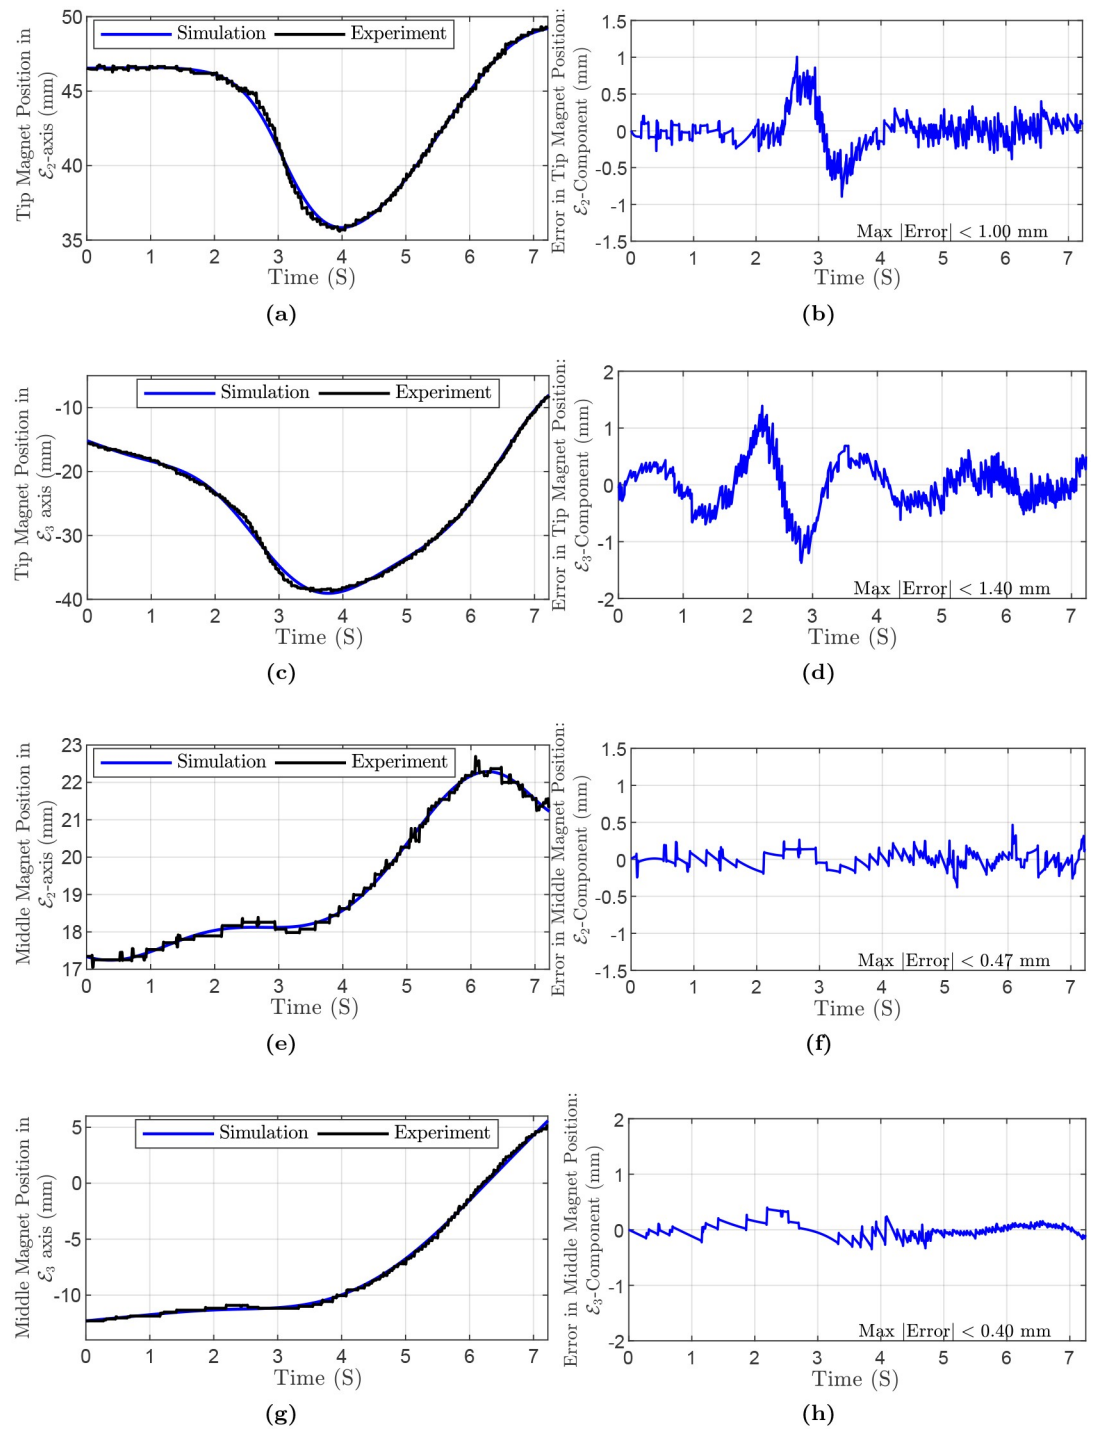 Tip Magnet Position in
ℰ2-axis (mm)
50
45
40
35
Simulation
Experiment
0 1 2 3 4 5 6 7
Time (S)
(a)
Error in Tip Magnet Position:
ℰ2-Component (mm)
1.5
1
0.5
0
-0.5
-1
-1.5
Max |Error| < 1.00 mm
0 1 2 3 4 5 6 7
Time (S)
(b)
Tip Magnet Position in
ℰ3 axis (mm)
-10
-20
-30
-40
Simulation
Experiment
0 1 2 3 4 5 6 7
Time (S)
(c)
Error in Tip Magnet Position:
ℰ3-Component (mm)
2
1
0
-1
-2
Max |Error| < 1.40 mm
0 1 2 3 4 5 6 7
Time (S)
(d)
Middle Magnet Position in
ℰ2-axis (mm)
23
22
21
20
19
18
17
Simulation
Experiment
0 1 2 3 4 5 6 7
Time (S)
(e)
Error in Middle Magnet Position:
ℰ2-Component (mm)
1.5
1
0.5
0
-0.5
-1
-1.5
Max |Error| < 0.47 mm
0 1 2 3 4 5 6 7
Time (S)
(f)
Middle Magnet Position in
ℰ3 axis (mm)
5
0
-5
-10
Simulation
Experiment
0 1 2 3 4 5 6 7
Time (S)
(g)
Error in Middle Magnet Position:
ℰ3-Component (mm)
2
1
0
-1
-2
Max |Error| < 0.40 mm
0 1 2 3 4 5 6 7
Time (S)
(h)